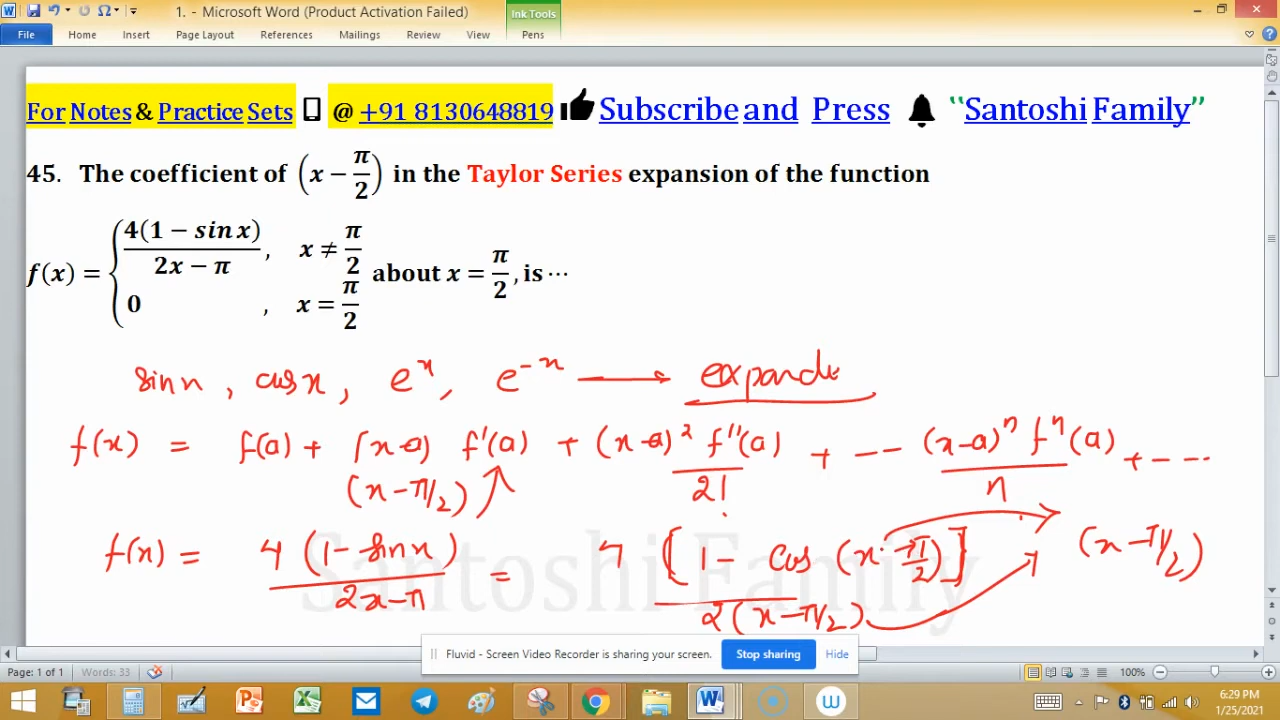 1. - Microsoft Word (Product Activation Failed)
Ink Tools
File Home Insert Page Layout References Mailings Review View Pens
For Notes & Practice Sets @ +91 8130648819 Subscribe and Press "Santoshi Family"
45. The coefficient of (x − π/2) in the Taylor Series expansion of the function
f(x) = { 4(1 − sin x)/(2x − π), x ≠ π/2
0 , x = π/2 about x = π/2, is ⋯
sin x, cos x, e^x, e^-x → expands
f(x) = f(a) + (x-a) f'(a) + (x-a)^2 f''(a)/2! + -- (x-a)^n f^n(a)/n + ----
(x-π/2)
f(x) = 4(1-sinx)/(2x-π) = 4[1- cos(x-π/2)]/2(x-π/2) (x-π/2)
Santoshi Family
Fluvid - Screen Video Recorder is sharing your screen. Stop sharing Hide
Page: 1 of 1 Words: 33 100%
6:29 PM
1/25/2021